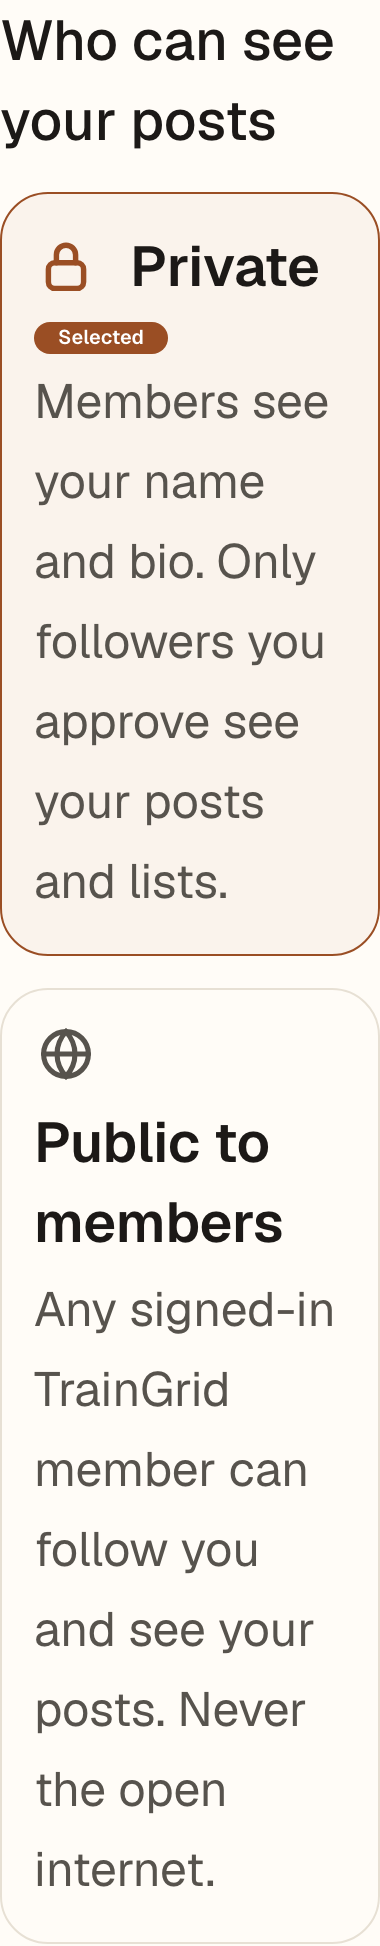 Who can see
your posts
Private
Selected
Members see
your name
and bio. Only
followers you
approve see
your posts
and lists.
Public to
members
Any signed-in
TrainGrid
member can
follow you
and see your
posts. Never
the open
internet.